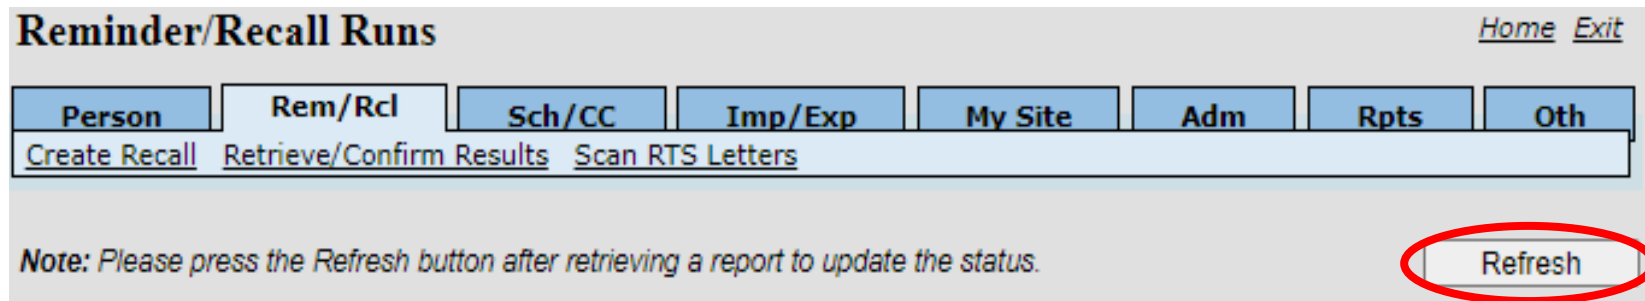 Reminder/Recall Runs Home Exit
Person Rem/Rcl Sch/CC Imp/Exp My Site Adm Rpts Oth
Create Recall Retrieve/Confirm Results Scan RTS Letters
Note: Please press the Refresh button after retrieving a report to update the status. Refresh